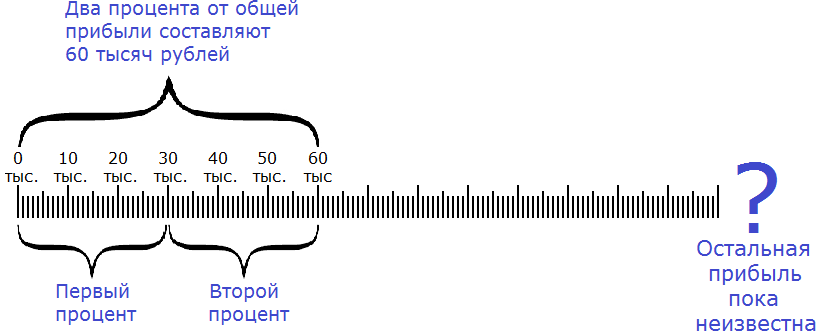 Два процента от общей
прибыли составляют
60 тысяч рублей
0 10 20 30 40 50 60
тыс. тыс. тыс. тыс. тыс. тыс. тыс
?
Остальная
прибыль
пока
неизвестна
Первый
процент
Второй
процент